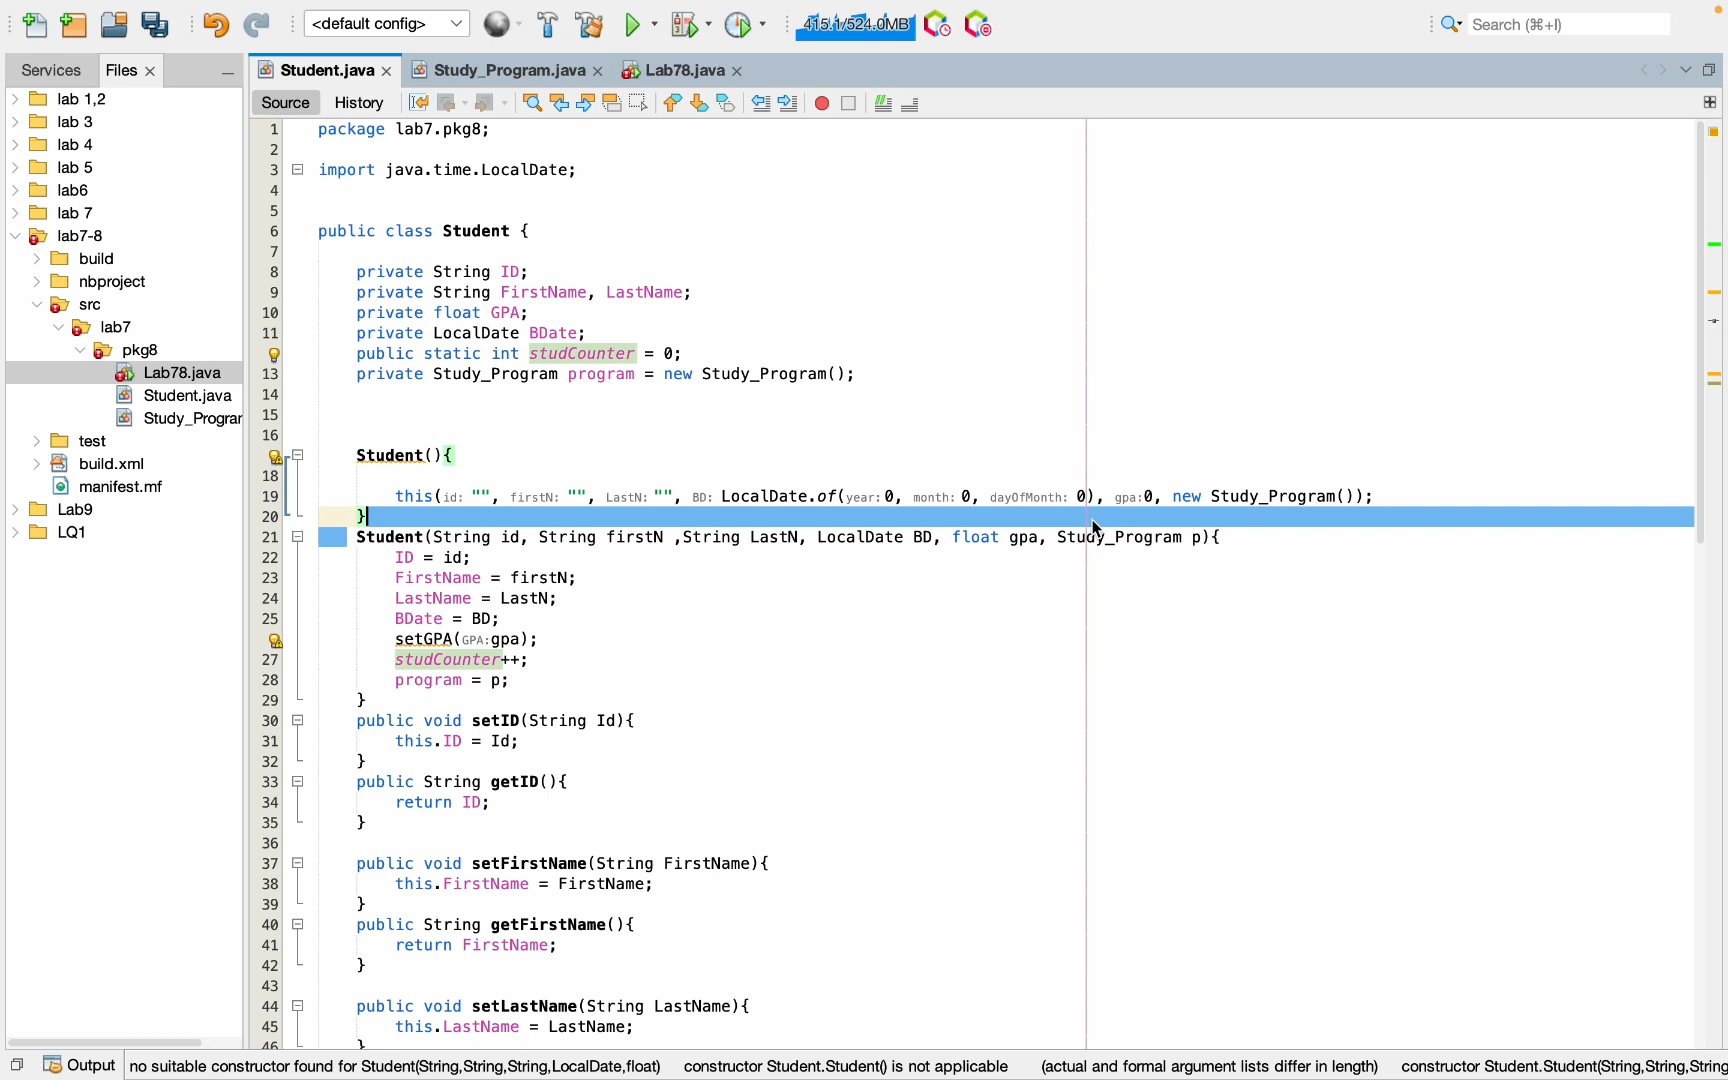 <default config>
415.1/524.0MB
Search (⌘+I)
Services
Files
Student.java
Study_Program.java
Lab78.java
Source
History
lab 1,2
lab 3
lab 4
lab 5
lab6
lab 7
lab7-8
build
nbproject
src
lab7
pkg8
Lab78.java
Student.java
Study_Progra
test
build.xml
manifest.mf
Lab9
LQ1
1 package lab7.pkg8;
2
3 import java.time.LocalDate;
4
5
6 public class Student {
7
8 private String ID;
9 private String FirstName, LastName;
10 private float GPA;
11 private LocalDate BDate;
public static int studCounter = 0;
13 private Study_Program program = new Study_Program();
14
15
16
Student(){
18
19 this(id: "", firstN: "", LastN: "", BD: LocalDate.of(year: 0, month: 0, dayOfMonth: 0), gpa:0, new Study_Program());
20 }
21 Student(String id, String firstN ,String LastN, LocalDate BD, float gpa, Study_Program p){
22 ID = id;
23 FirstName = firstN;
24 LastName = LastN;
25 BDate = BD;
setGPA(GPA:gpa);
27 studCounter++;
28 program = p;
29 }
30 public void setID(String Id){
31 this.ID = Id;
32 }
33 public String getID(){
34 return ID;
35 }
36
37 public void setFirstName(String FirstName){
38 this.FirstName = FirstName;
39 }
40 public String getFirstName(){
41 return FirstName;
42 }
43
44 public void setLastName(String LastName){
45 this.LastName = LastName;
46 }
Output
no suitable constructor found for Student(String,String,String,LocalDate,float) constructor Student.Student() is not applicable (actual and formal argument lists differ in length) constructor Student.Student(String,String,String